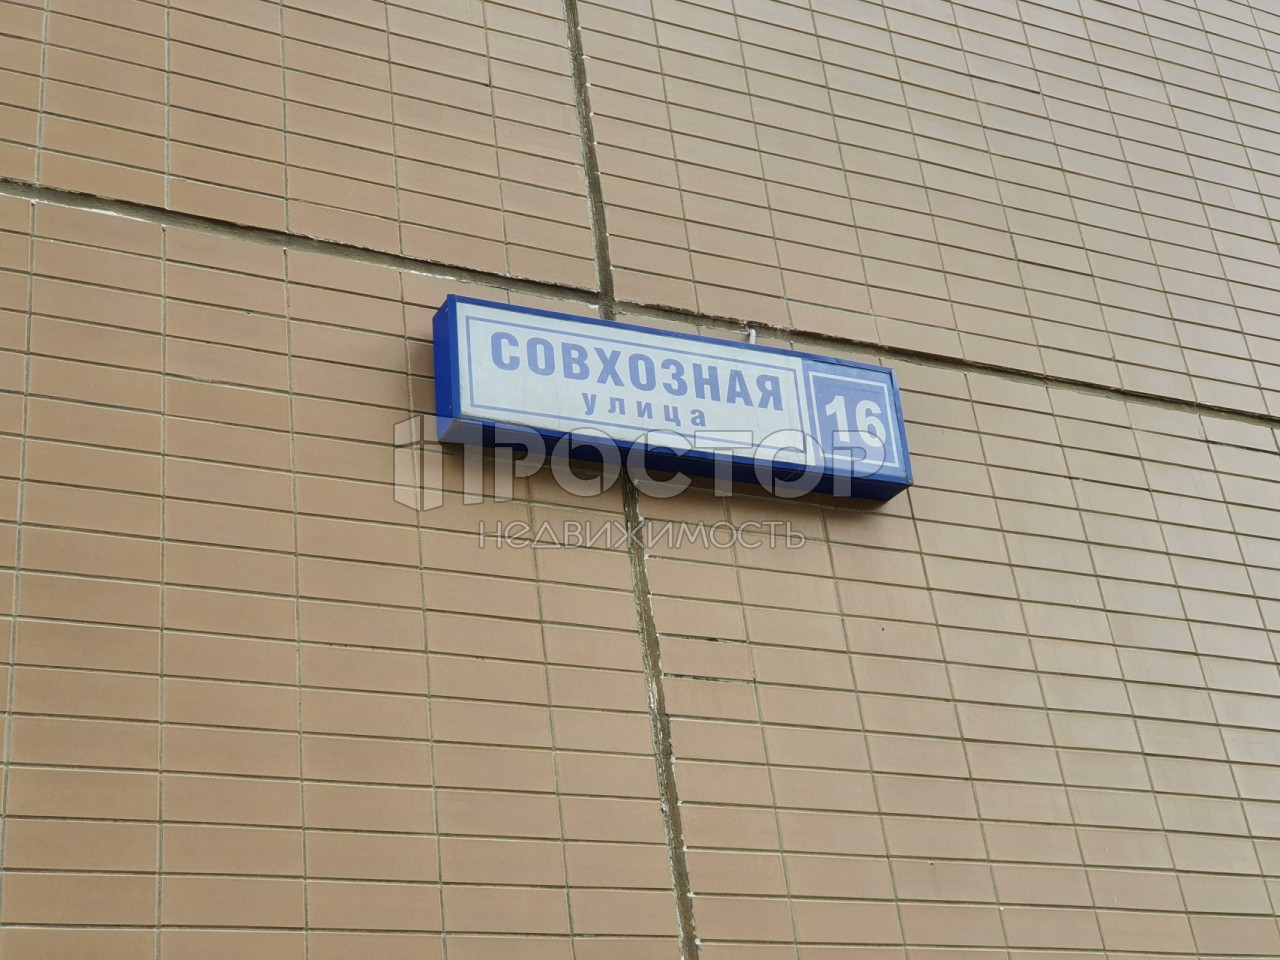 СОВХОЗНАЯ
улица
16
ПРОСТОР
НЕДВИЖИМОСТЬ